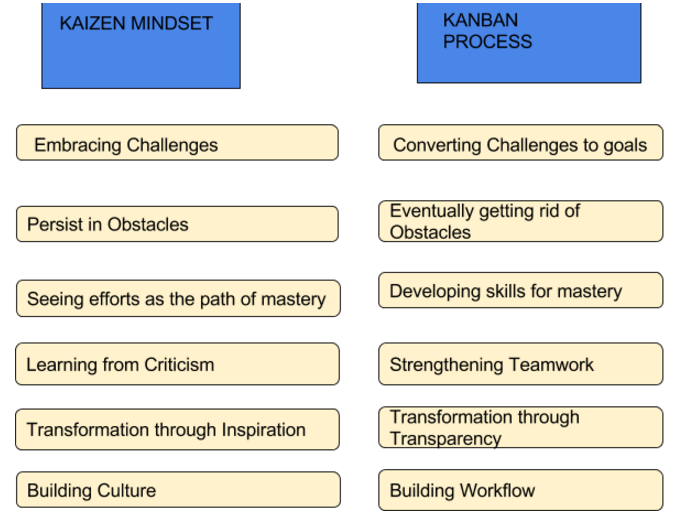 KAIZEN MINDSET
KANBAN
PROCESS
Embracing Challenges
Converting Challenges to goals
Persist in Obstacles
Eventually getting rid of
Obstacles
Seeing efforts as the path of mastery
Developing skills for mastery
Learning from Criticism
Strengthening Teamwork
Transformation through Inspiration
Transformation through
Transparency
Building Culture
Building Workflow